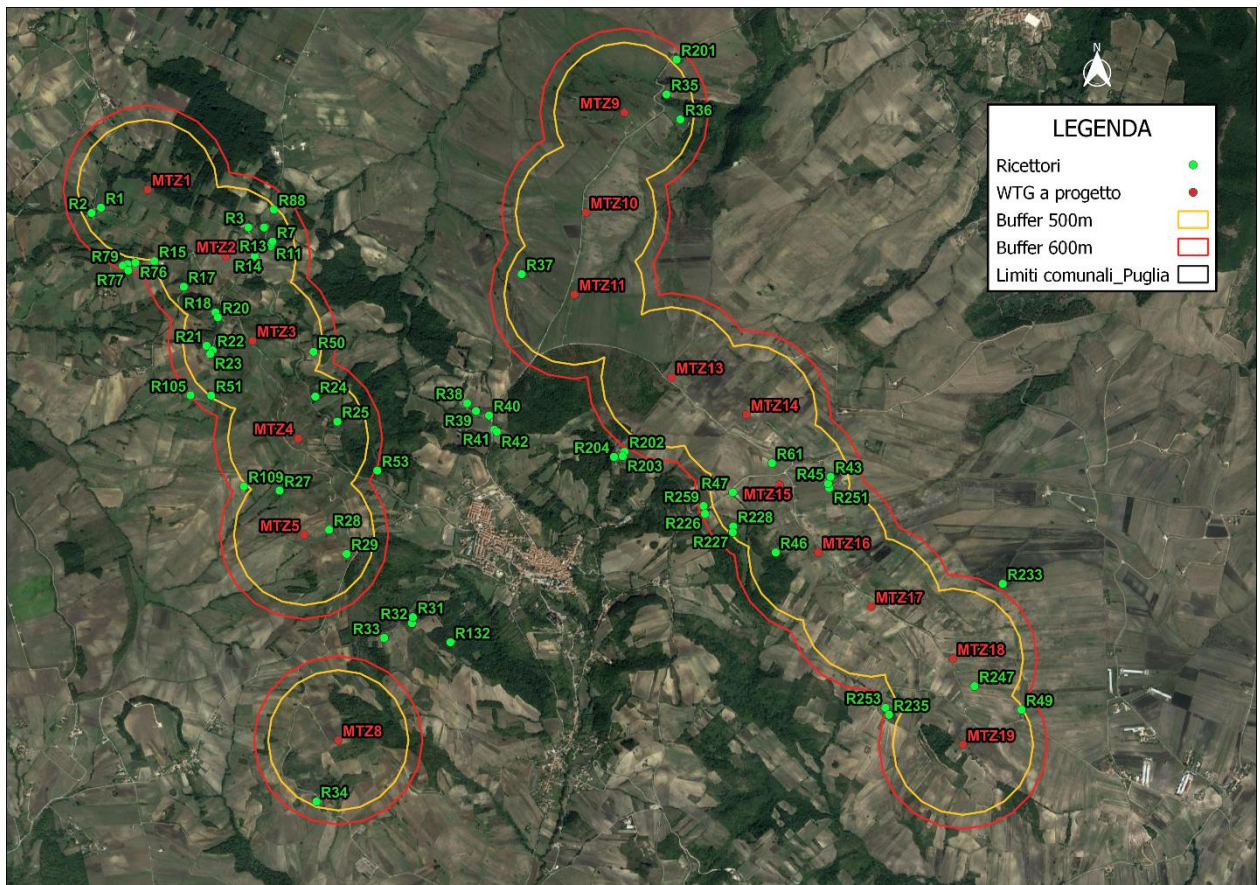 N
LEGENDA
Ricettori
WTG a progetto
Buffer 500m
Buffer 600m
Limiti comunali_Puglia
R201
R35
MTZ9
R36
MTZ1
R1
R2
R88
MTZ10
R3
R7
R13
R11
MTZ2
R14
R79
R15
R76
R77
R37
R17
MTZ11
R18
R20
MTZ3
R21
R22
R23
R50
MTZ13
R105
R51
R24
R38
R39
R40
MTZ14
R25
R41
R42
MTZ4
R202
R204
R203
R61
R53
R45
R43
R109
R27
R47
MTZ15
R251
R259
R226
R228
R227
MTZ5
R28
R29
R46
MTZ16
R233
MTZ17
R32
R31
R33
R132
MTZ18
R247
R253
R235
R49
MTZ8
MTZ19
R34